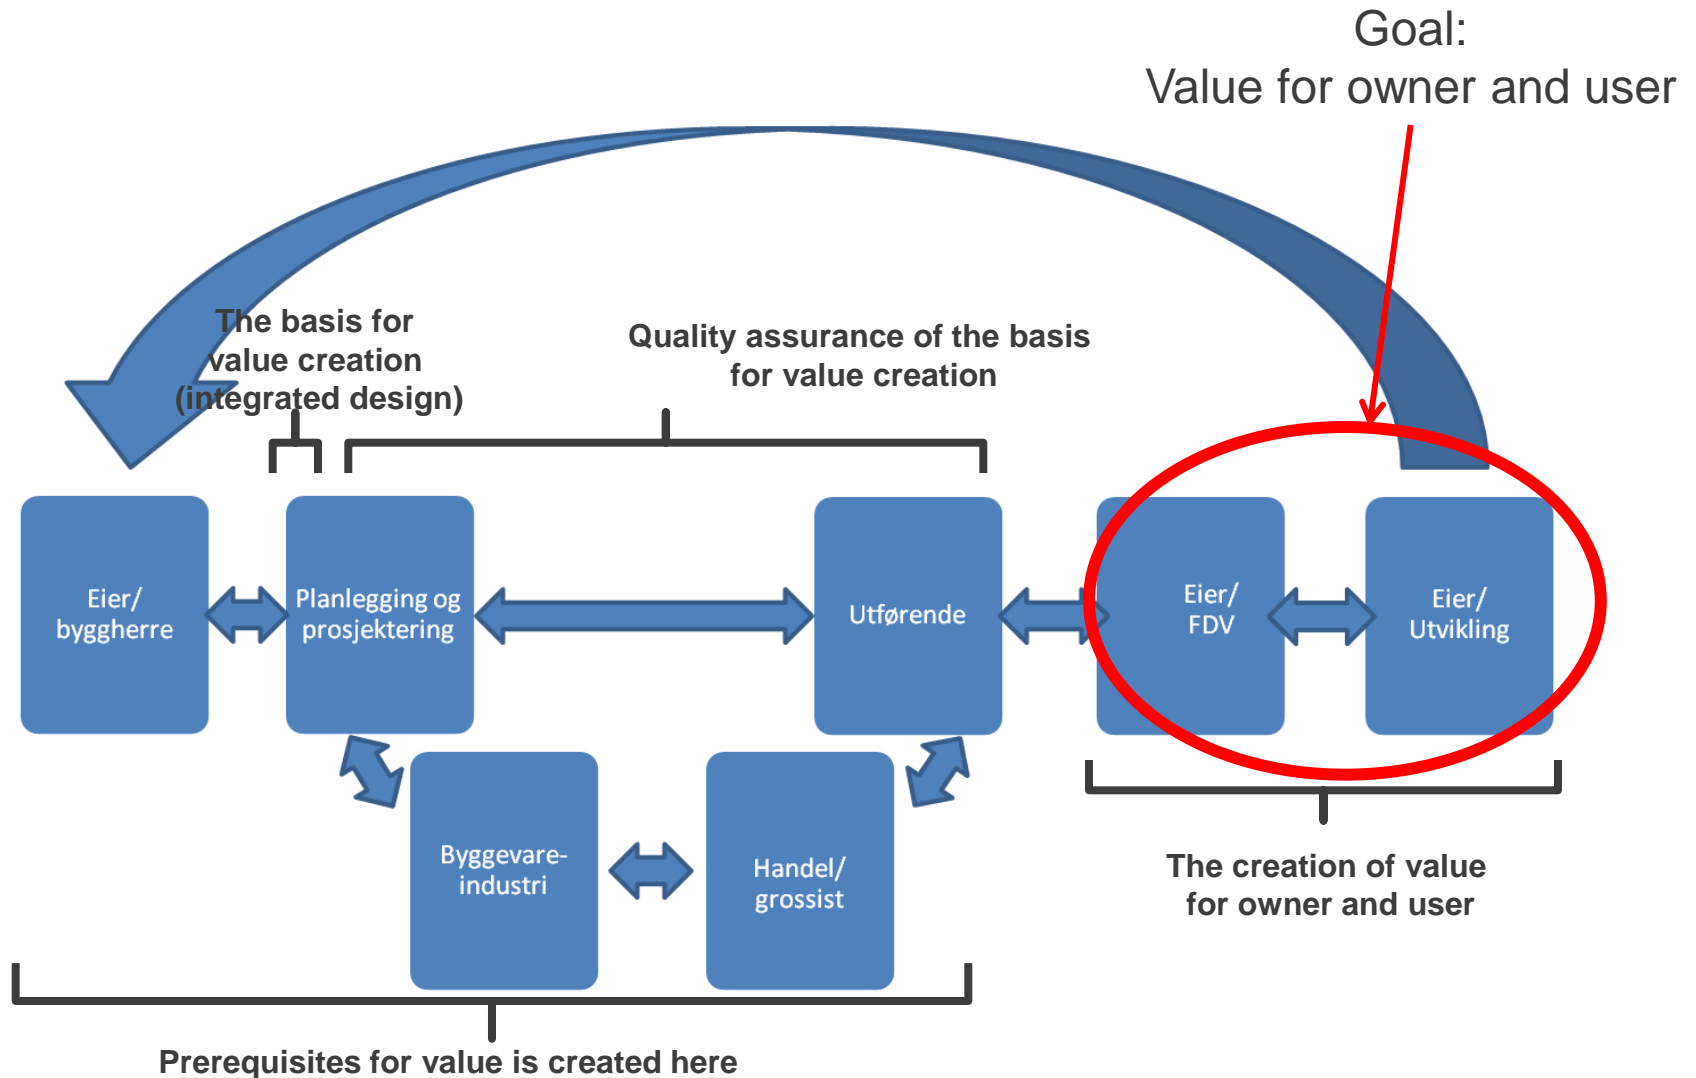 Goal:
Value for owner and user
The basis for
value creation
(integrated design)
Quality assurance of the basis
for value creation
Eier/
byggherre
Planlegging og
prosjektering
Utførende
Eier/
FDV
Eier/
Utvikling
Byggevare-
industri
Handel/
grossist
The creation of value
for owner and user
Prerequisites for value is created here